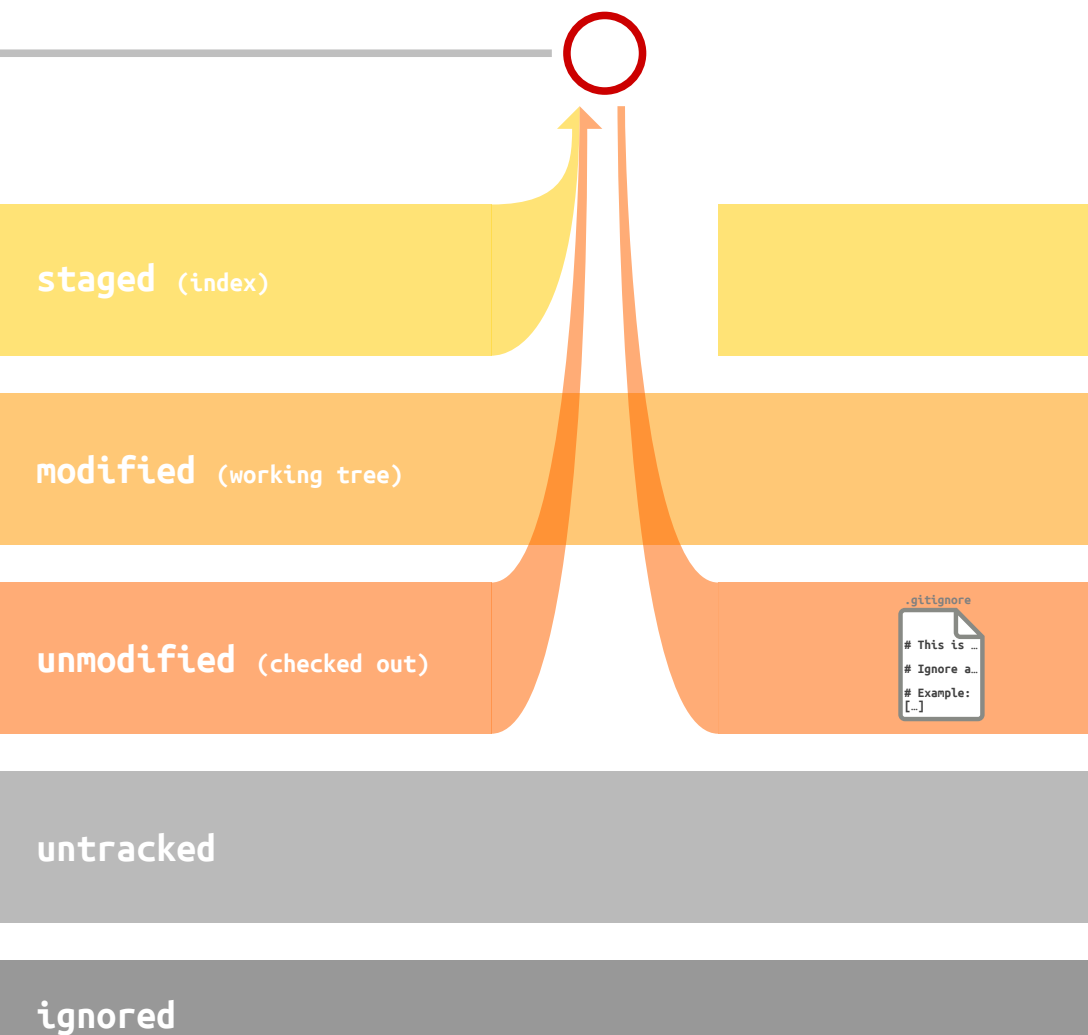 staged (index)
modified (working tree)
.gitignore
# This is …
# Ignore a…
# Example:
[…]
unmodified (checked out)
untracked
ignored